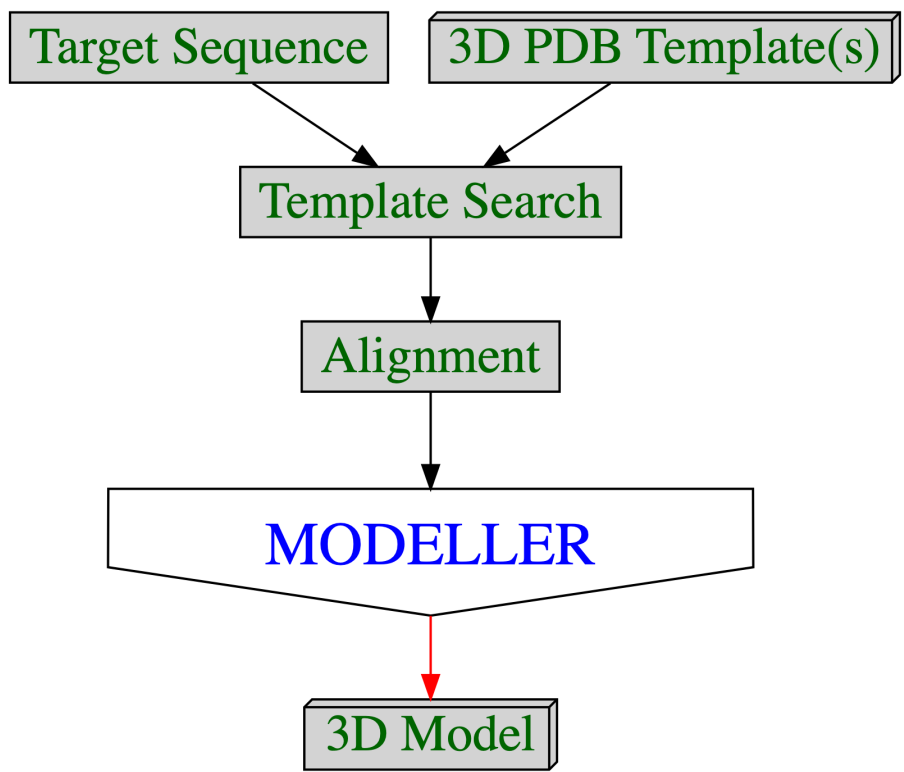 Target Sequence
3D PDB Template(s)
Template Search
Alignment
MODELLER
3D Model